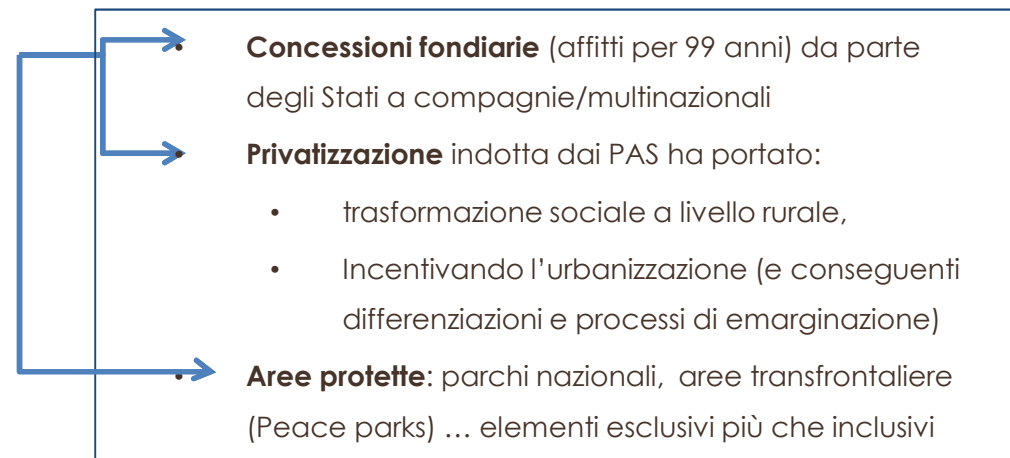 • Concessioni fondiarie (affitti per 99 anni) da parte
degli Stati a compagnie/multinazionali
• Privatizzazione indotta dai PAS ha portato:
• trasformazione sociale a livello rurale,
• Incentivando l’urbanizzazione (e conseguenti
differenziazioni e processi di emarginazione)
• Aree protette: parchi nazionali, aree transfrontaliere
(Peace parks) … elementi esclusivi più che inclusivi